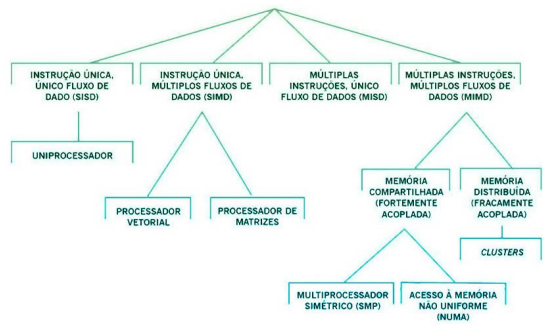 INSTRUÇÃO ÚNICA,
ÚNICO FLUXO DE
DADO (SISD)
INSTRUÇÃO ÚNICA,
MÚLTIPLOS FLUXOS DE
DADOS (SIMD)
MÚLTIPLAS
INSTRUÇÕES, ÚNICO
FLUXO DE DADOS (MISD)
MÚLTIPLAS INSTRUÇÕES,
MÚLTIPLOS FLUXOS DE
DADOS (MIMD)
UNIPROCESSADOR
PROCESSADOR
VETORIAL
PROCESSADOR DE
MATRIZES
MEMÓRIA
COMPARTILHADA
(FORTEMENTE
ACOPLADA)
MEMÓRIA
DISTRIBUÍDA
(FRACAMENTE
ACOPLADA)
CLUSTERS
MULTIPROCESSADOR
SIMÉTRICO (SMP)
ACESSO À MEMÓRIA
NÃO UNIFORME
(NUMA)